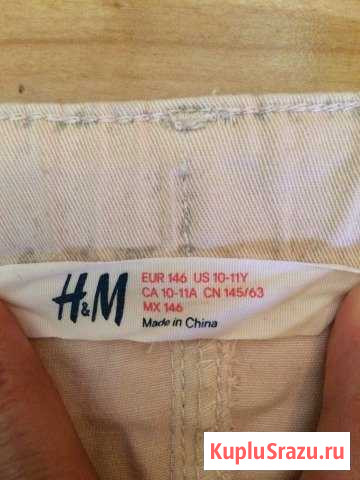 H&M
EUR 146 US 10-11Y
CA 10-11A CN 145/63
MX 146
Made in China
KupluSrazu.ru